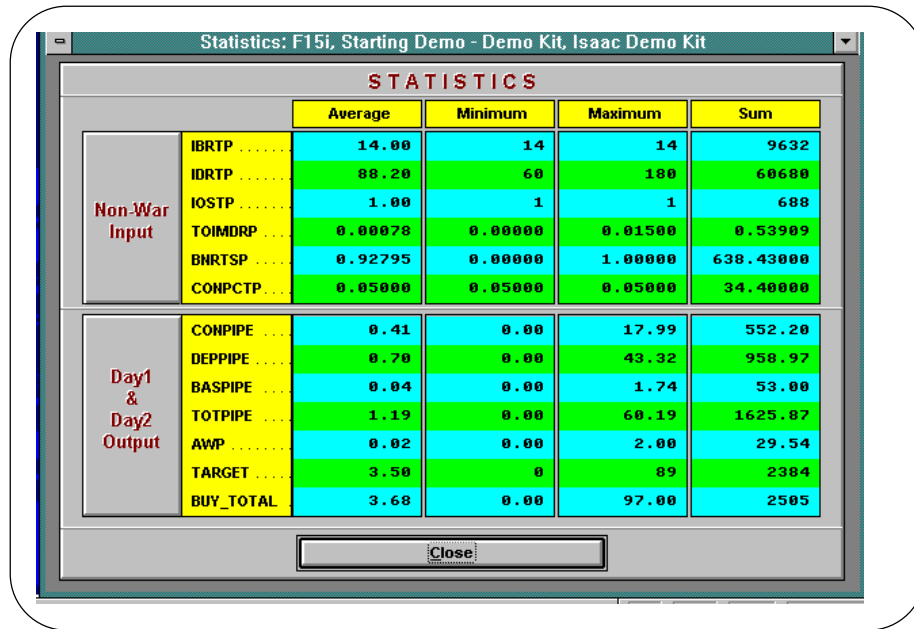 Statistics: F15i, Starting Demo - Demo Kit, Isaac Demo Kit
STATISTICS
Average Minimum Maximum Sum
Non-War
Input
IBRTP ....... 14.00 14 14 9632
IDRTP ....... 88.20 60 180 60680
IOSTP ....... 1.00 1 1 688
TOIMDRP .... 0.00078 0.00000 0.01500 0.53909
BNRTSP ..... 0.92795 0.00000 1.00000 638.43000
CONPCTP.... 0.05000 0.05000 0.05000 34.40000
Day1
&
Day2
Output
CONPIPE .... 0.41 0.00 17.99 552.20
DEPPIPE ..... 0.70 0.00 43.32 958.97
BASPIPE .... 0.04 0.00 1.74 53.00
TOTPIPE .... 1.19 0.00 60.19 1625.87
AWP ......... 0.02 0.00 2.00 29.54
TARGET ..... 3.50 0 89 2384
BUY_TOTAL . 3.68 0.00 97.00 2505
Close